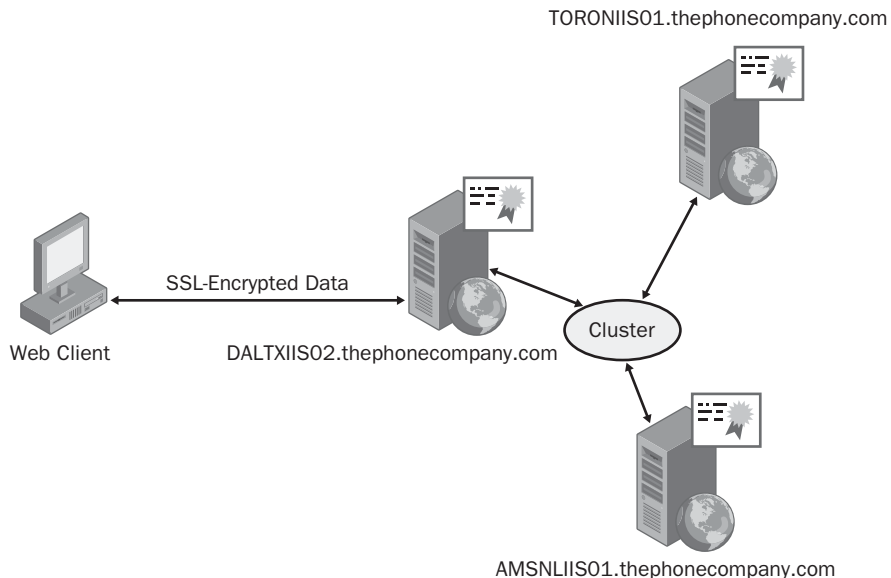 TORONIIS01.thephonecompany.com
SSL-Encrypted Data
Cluster
Web Client
DALTXIIS02.thephonecompany.com
AMSNLIIS01.thephonecompany.com